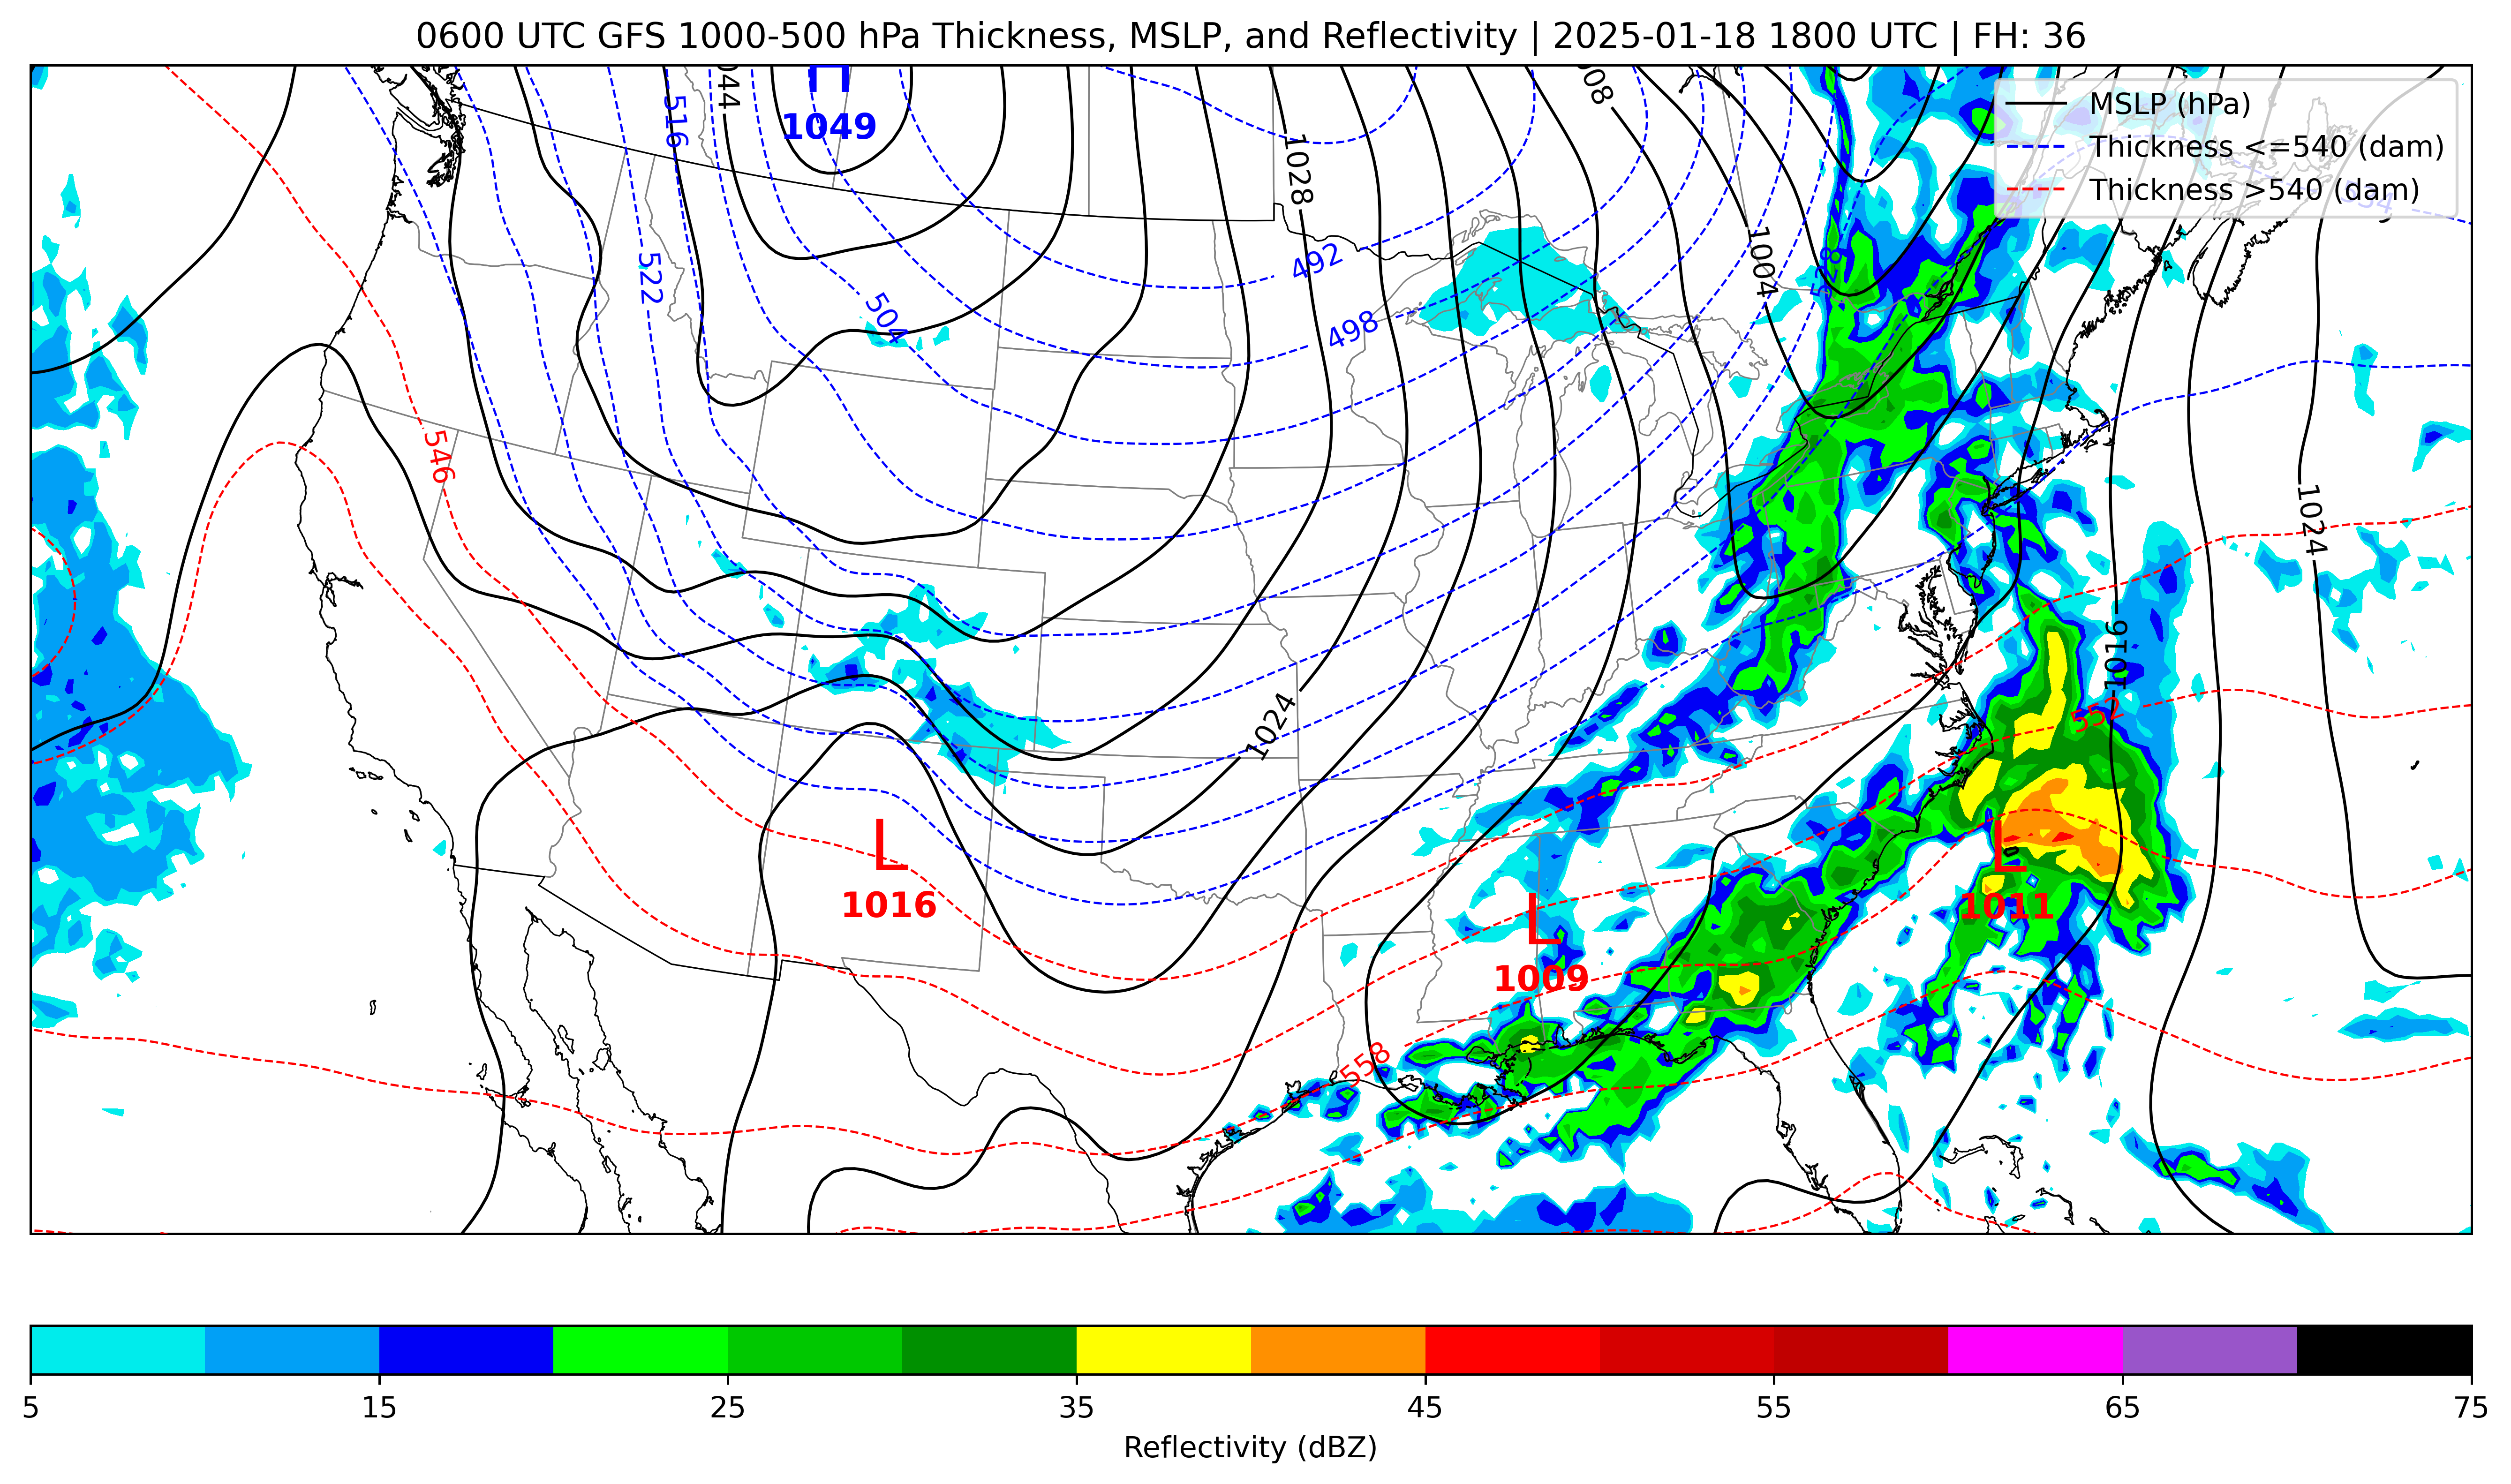 0600 UTC GFS 1000-500 hPa Thickness, MSLP, and Reflectivity | 2025-01-18 1800 UTC | FH: 36
MSLP (hPa)
Thickness <=540 (dam)
Thickness >540 (dam)
H
1049
516
1028
1004
492
522
528
504
498
546
1024
1016
552
1024
L
1016
L
1011
L
1009
558
5
15
25
35
45
55
65
75
Reflectivity (dBZ)